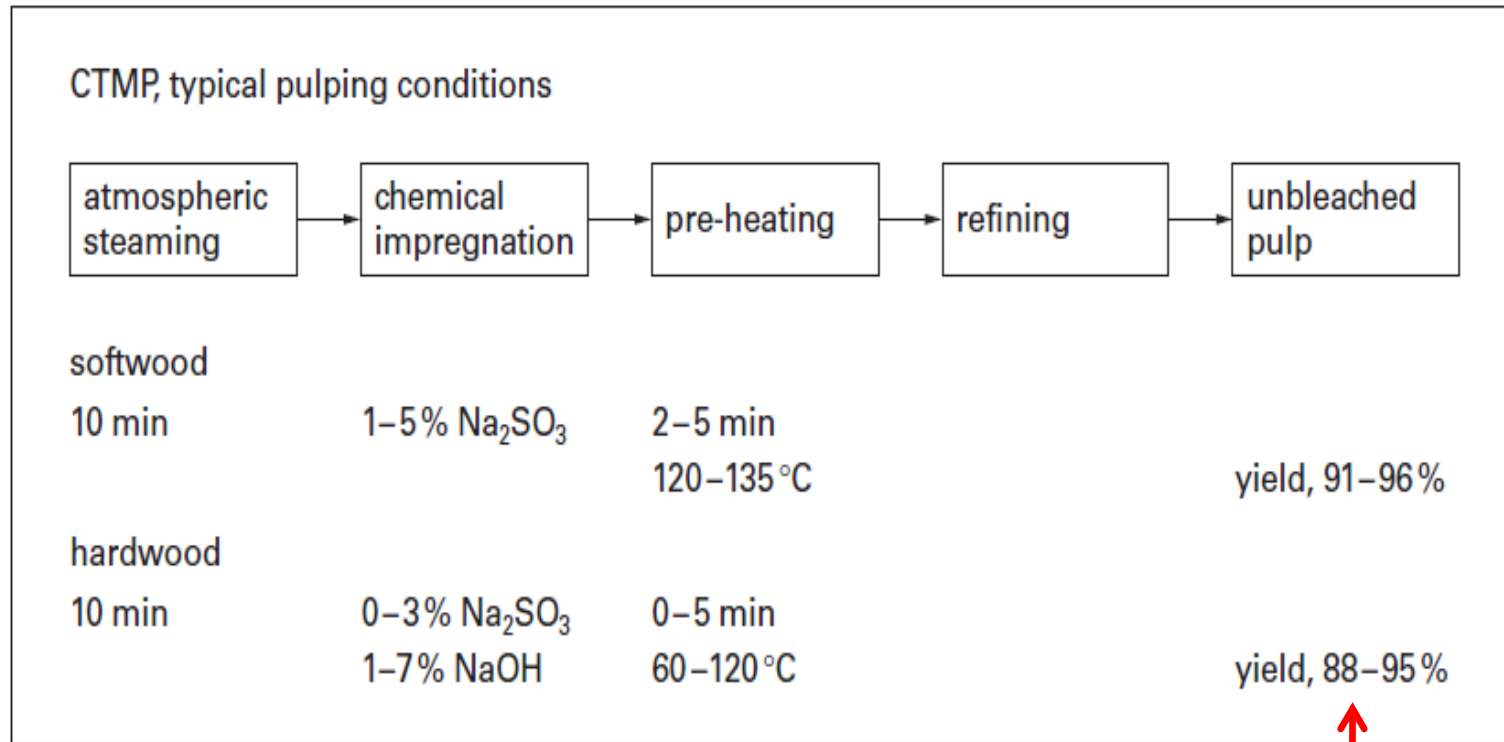 CTMP, typical pulping conditions
atmospheric
steaming
chemical
impregnation
pre-heating
refining
unbleached
pulp
softwood
10 min 1–5% Na₂SO₃ 2–5 min
120–135 °C yield, 91–96%
hardwood
10 min 0–3% Na₂SO₃ 0–5 min
1–7% NaOH 60–120 °C yield, 88–95%